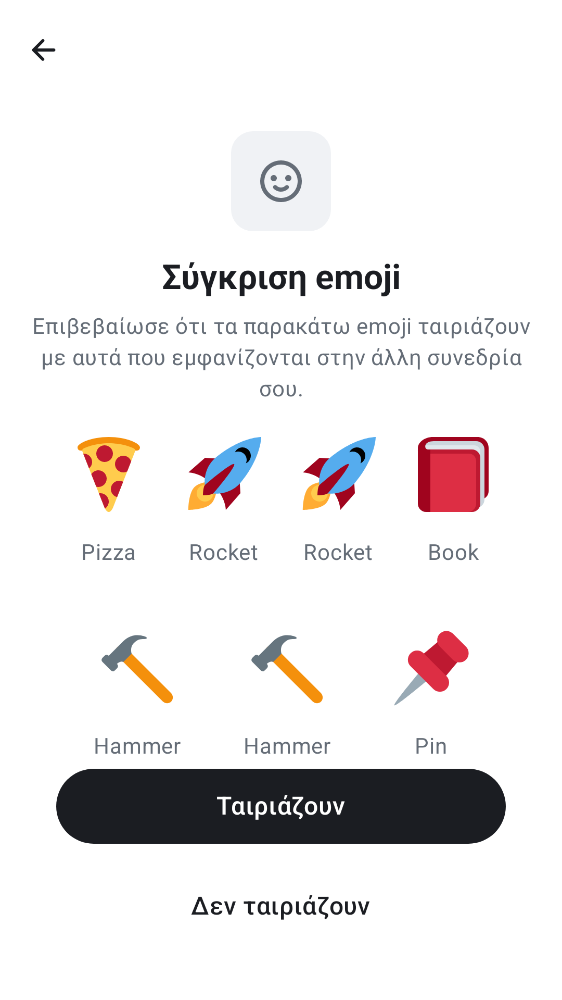 Σύγκριση emoji
Επιβεβαίωσε ότι τα παρακάτω emoji ταιριάζουν
με αυτά που εμφανίζονται στην άλλη συνεδρία
σου.
Pizza Rocket Rocket Book
Hammer Hammer Pin
Ταιριάζουν
Δεν ταιριάζουν